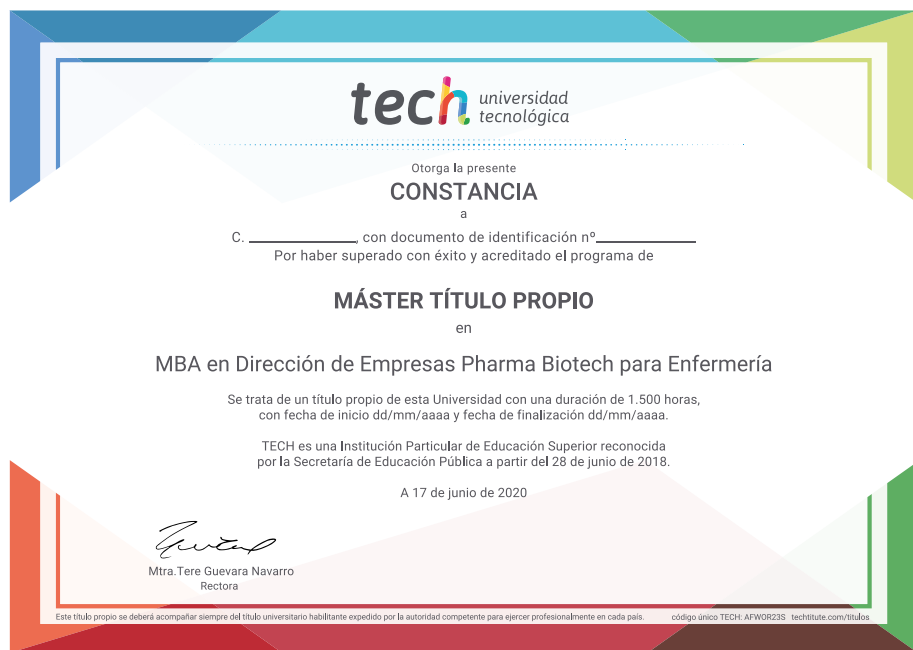 tech universidad
tecnológica
Otorga la presente
CONSTANCIA
a
C. ____________, con documento de identificación nº____________
Por haber superado con éxito y acreditado el programa de
MÁSTER TÍTULO PROPIO
en
MBA en Dirección de Empresas Pharma Biotech para Enfermería
Se trata de un título propio de esta Universidad con una duración de 1.500 horas,
con fecha de inicio dd/mm/aaaa y fecha de finalización dd/mm/aaaa.
TECH es una Institución Particular de Educación Superior reconocida
por la Secretaría de Educación Pública a partir del 28 de junio de 2018.
A 17 de junio de 2020
Mtra.Tere Guevara Navarro
Rectora
Este título propio se deberá acompañar siempre del título universitario habilitante expedido por la autoridad competente para ejercer profesionalmente en cada país. código único TECH: AFWOR23S techtitute.com/titulos